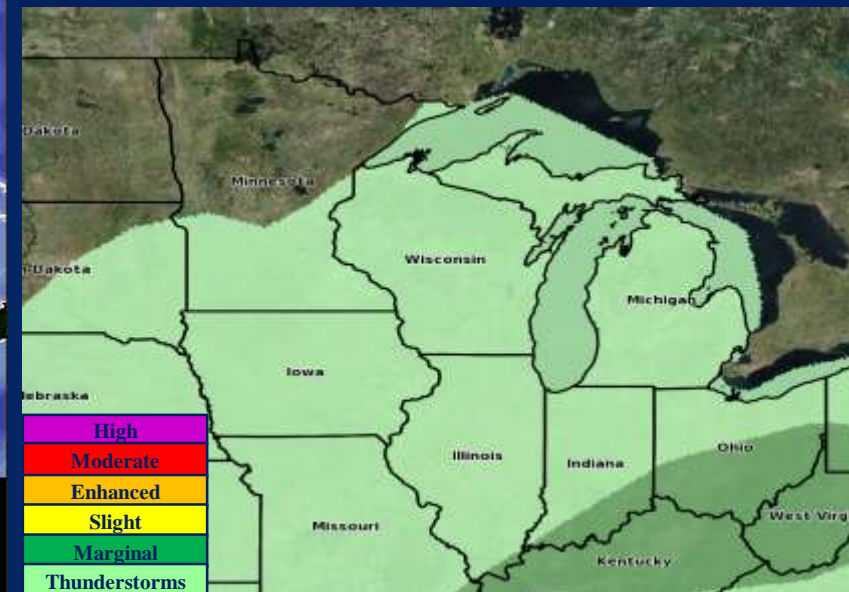 Dakota
Minnesota
Dakota
Wisconsin
Michigan
Iowa
ebraska
High
Moderate
Enhanced
Slight
Marginal
Thunderstorms
Illinois
Indiana
Ohio
Missouri
West Virg
Kentucky